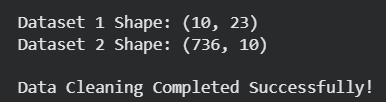 Dataset 1 Shape: (10, 23)
Dataset 2 Shape: (736, 10)
Data Cleaning Completed Successfully!